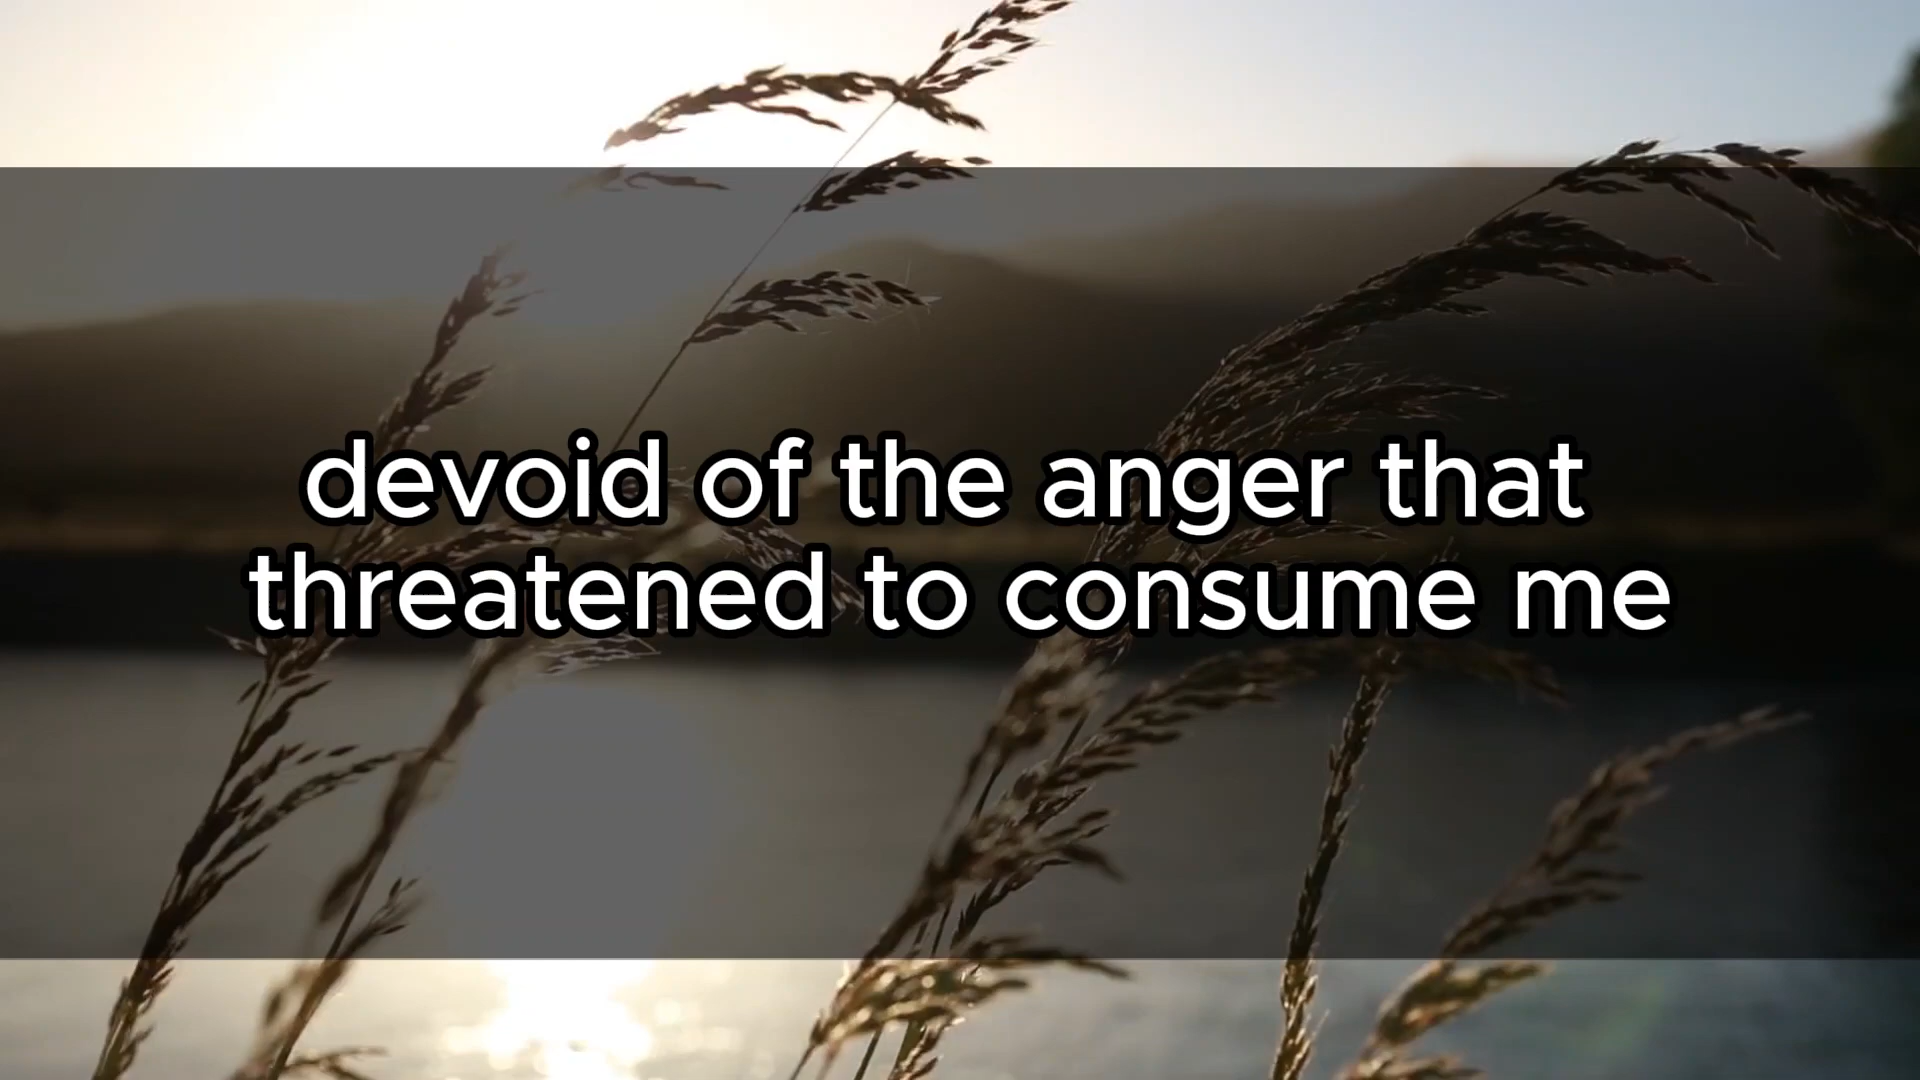 devoid of the anger that
threatened to consume me